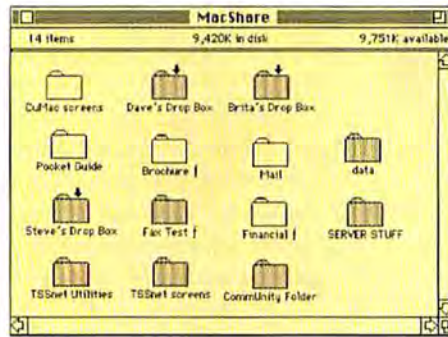 MacShare
14 items 9,420K in disk 9,751K available
DuMac screens Dave's Drop Box Brita's Drop Box
Pocket Guide Brochure ƒ Mail data
Steve's Drop Box Fax Test ƒ Financial ƒ SERVER STUFF
TSSnet Utilities TSSnet screens CommUnity Folder